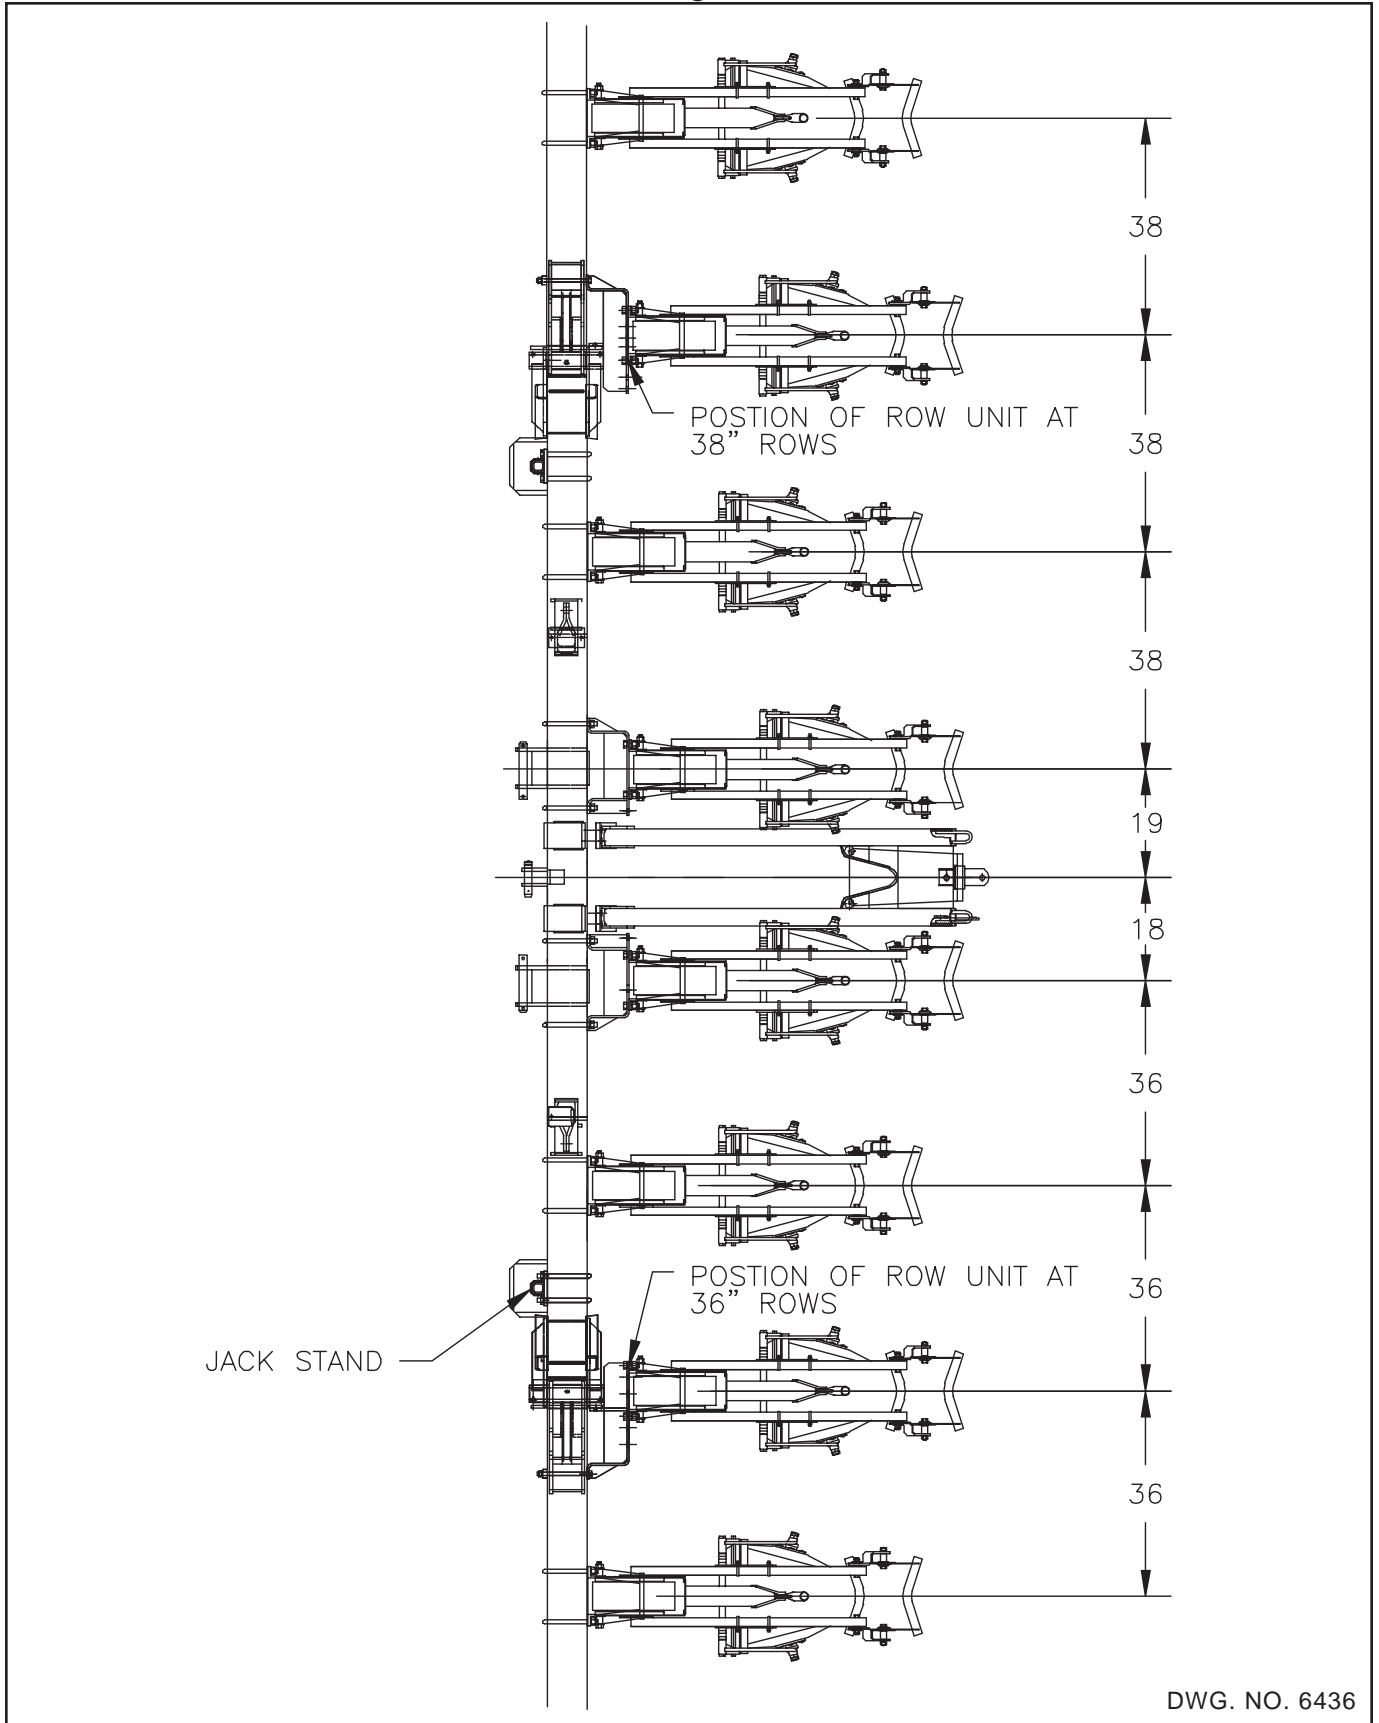 38
POSTION OF ROW UNIT AT
38” ROWS
38
38
19
18
36
POSTION OF ROW UNIT AT
36” ROWS
36
JACK STAND
36
DWG. NO. 6436